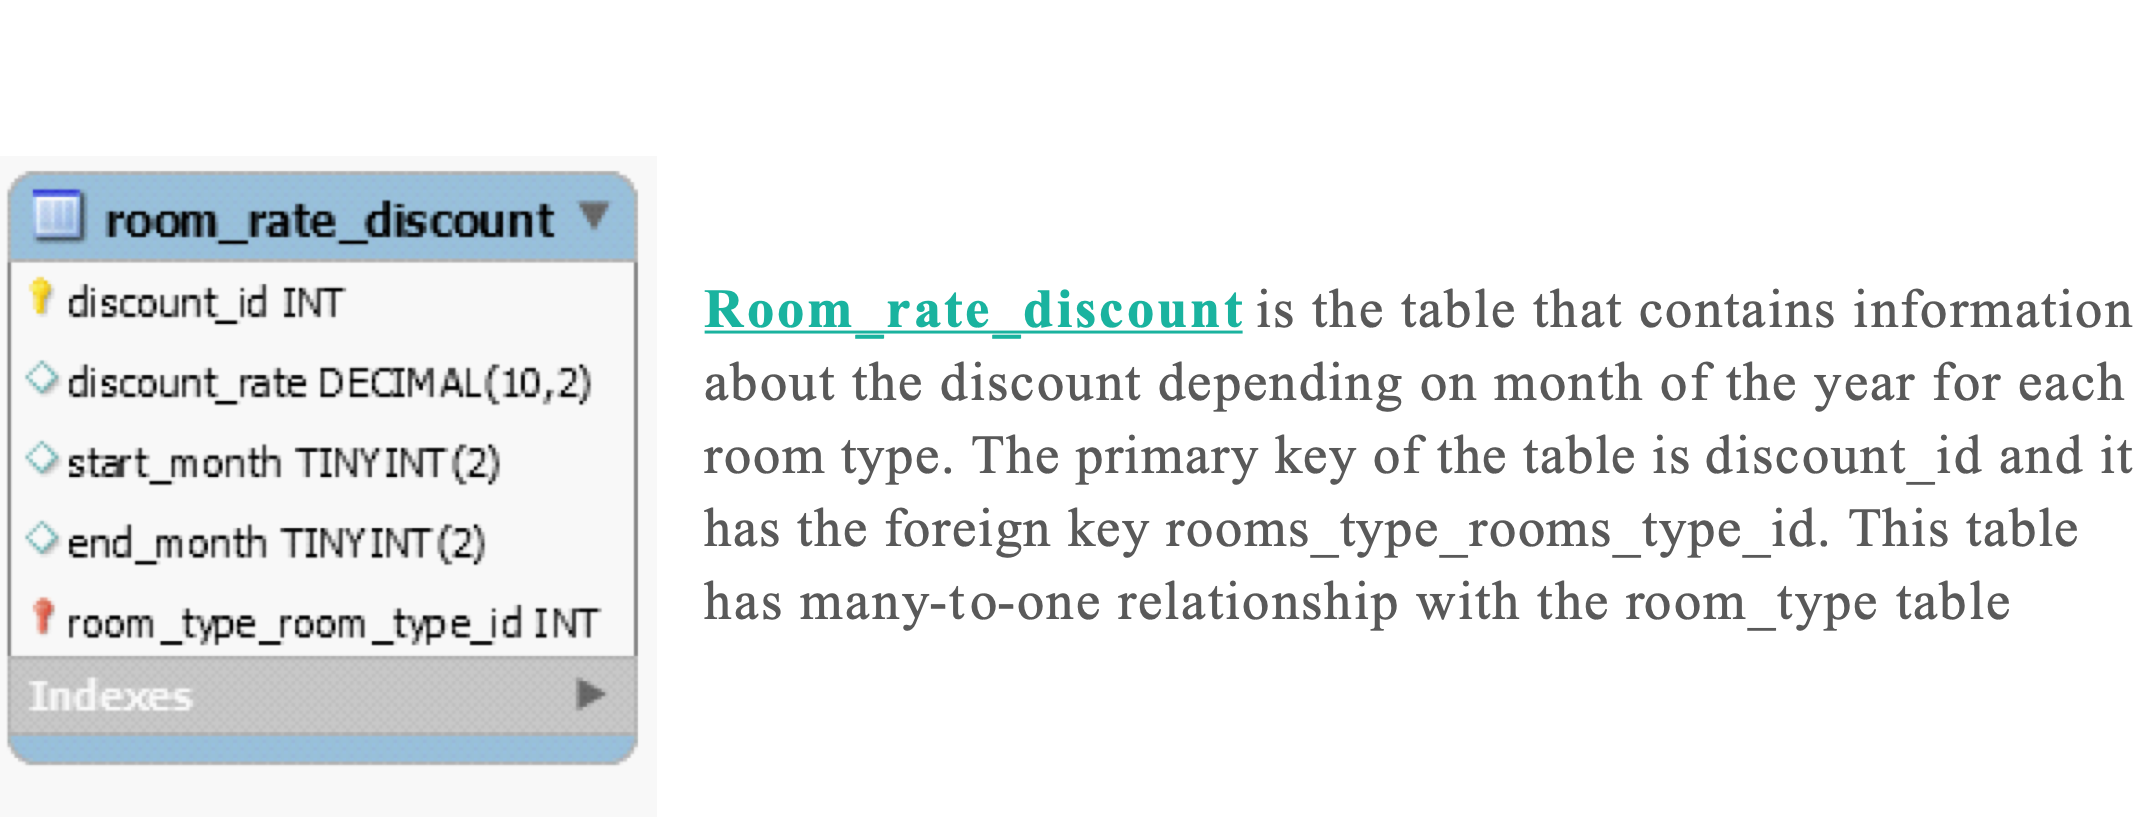 room_rate_discount
discount_id INT
discount_rate DECIMAL(10,2)
start_month TINYINT(2)
end_month TINYINT(2)
room_type_room_type_id INT
Indexes
Room_rate_discount is the table that contains information
about the discount depending on month of the year for each
room type. The primary key of the table is discount_id and it
has the foreign key rooms_type_rooms_type_id. This table
has many-to-one relationship with the room_type table